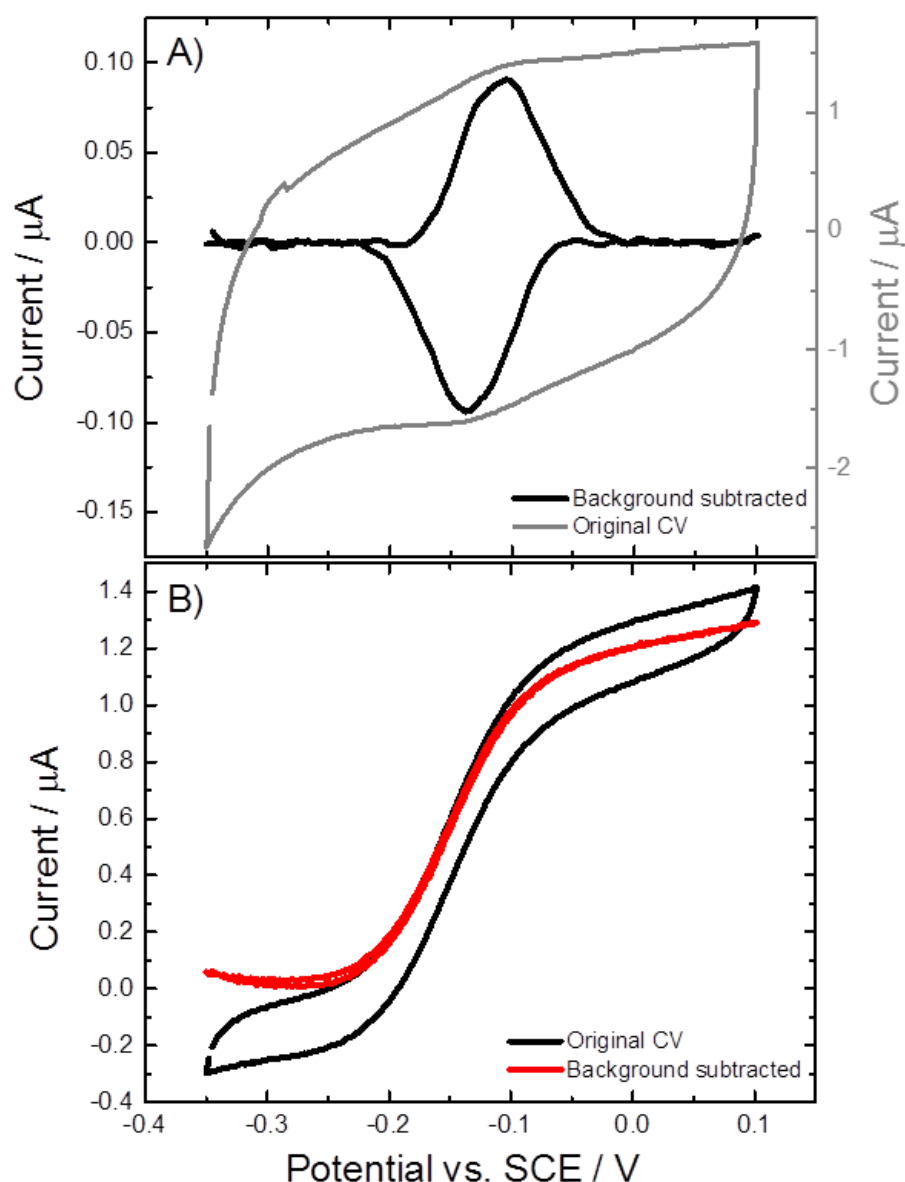 A)
0.10
0.05
0.00
-0.05
-0.10
-0.15
Current / μA
1
0
-1
-2
Current / μA
Background subtracted
Original CV
B)
1.4
1.2
1.0
0.8
0.6
0.4
0.2
0.0
-0.2
-0.4
Current / μA
Original CV
Background subtracted
-0.4 -0.3 -0.2 -0.1 0.0 0.1
Potential vs. SCE / V